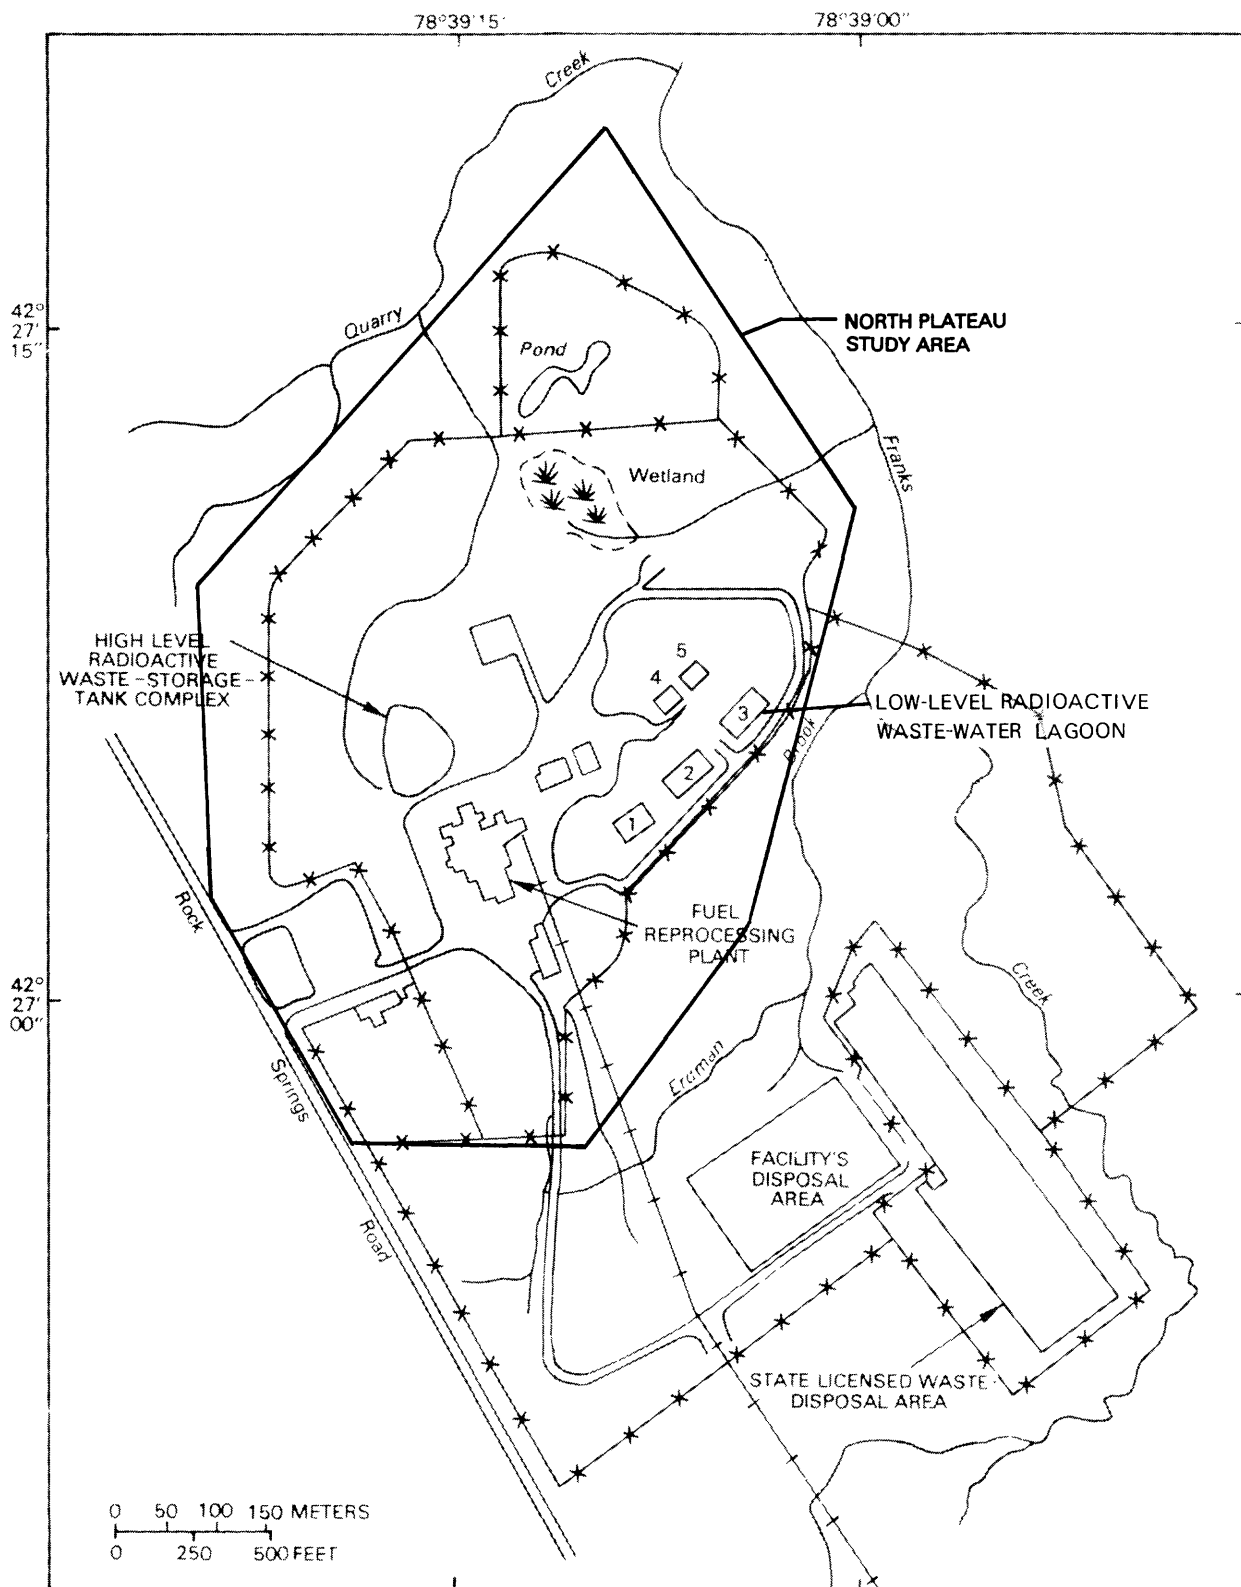 78°39'15'
78°39'00"
Creek
42°
27'
15"
Quarry
NORTH PLATEAU
STUDY AREA
Pond
Wetland
Franks
HIGH LEVEL
RADIOACTIVE
WASTE-STORAGE-
TANK COMPLEX
5
4
3
LOW-LEVEL RADIOACTIVE
WASTE-WATER LAGOON
Brook
2
1
Rock
FUEL
REPROCESSING
PLANT
Creek
42°
27'
00"
Springs
Erdman
FACILITY'S
DISPOSAL
AREA
Road
STATE LICENSED WASTE
DISPOSAL AREA
0 50 100 150 METERS
0 250 500 FEET